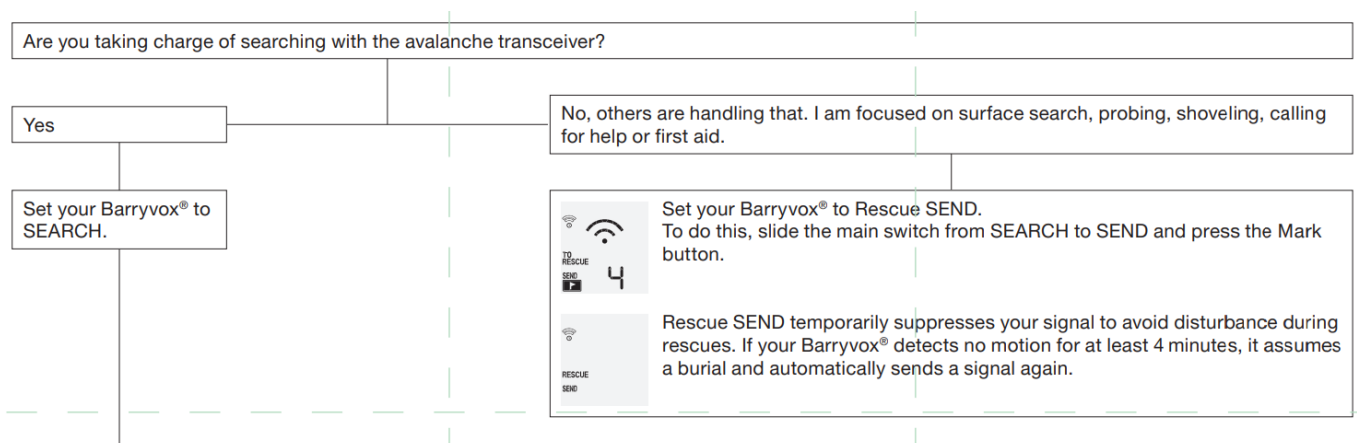 Are you taking charge of searching with the avalanche transceiver?
Yes
No, others are handling that. I am focused on surface search, probing, shoveling, calling
for help or first aid.
Set your Barryvox® to
SEARCH.
Set your Barryvox® to Rescue SEND.
To do this, slide the main switch from SEARCH to SEND and press the Mark
button.
TO
RESCUE
SEND
4
Rescue SEND temporarily suppresses your signal to avoid disturbance during
rescues. If your Barryvox® detects no motion for at least 4 minutes, it assumes
a burial and automatically sends a signal again.
RESCUE
SEND